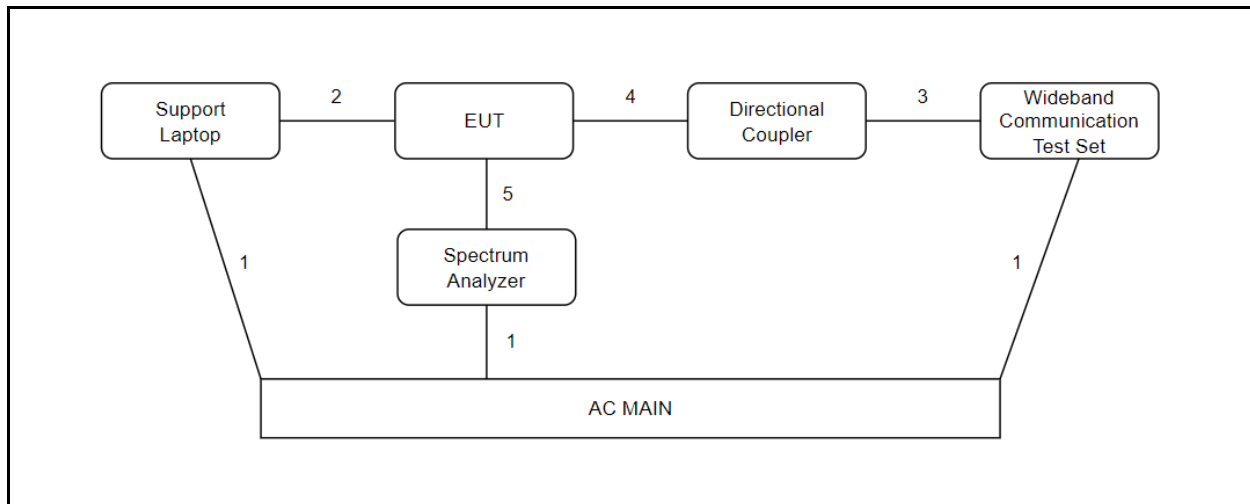 Support
Laptop
2
EUT
4
Directional
Coupler
3
Wideband
Communication
Test Set
5
Spectrum
Analyzer
1
1
1
AC MAIN